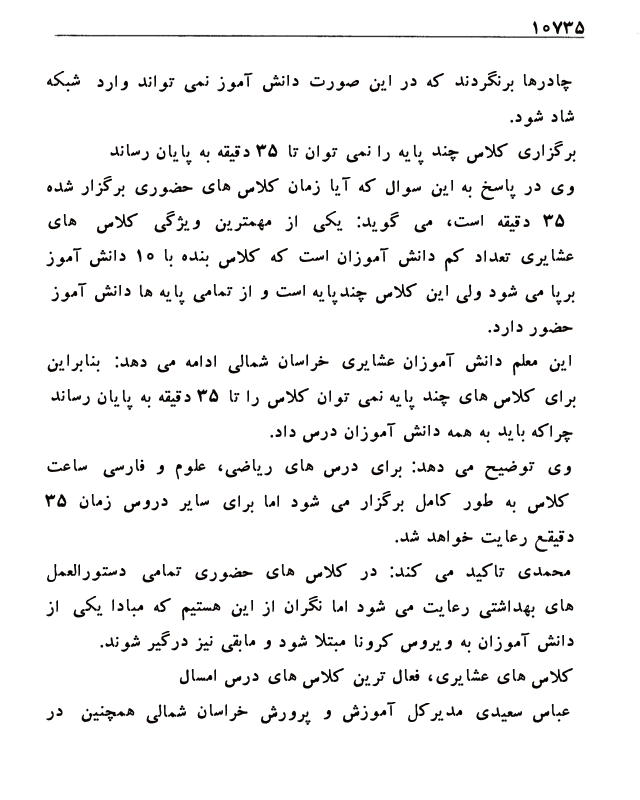 ۱۰۷۳۵
چادرها برنگردند که در این صورت دانش آموز نمی تواند وارد شبکه
شاد شود.
برگزاری کلاس چند پایه را نمی توان تا ۳۵ دقیقه به پایان رساند
وی در پاسخ به این سوال که آیا زمان کلاس های حضوری برگزار شده
۳۵ دقیقه است، می گوید: یکی از مهمترین ویژگی کلاس های
عشایری تعداد کم دانش آموزان است که کلاس بنده با ۱۰ دانش آموز
برپا می شود ولی این کلاس چندپایه است و از تمامی پایه ها دانش آموز
حضور دارد.
این معلم دانش آموزان عشایری خراسان شمالی ادامه می دهد: بنابراین
برای کلاس های چند پایه نمی توان کلاس را تا ۳۵ دقیقه به پایان رساند
چراکه باید به همه دانش آموزان درس داد.
وی توضیح می دهد: برای درس های ریاضی، علوم و فارسی ساعت
کلاس به طور کامل برگزار می شود اما برای سایر دروس زمان ۳۵
دقیقع رعایت خواهد شد.
محمدی تاکید می کند: در کلاس های حضوری تمامی دستورالعمل
های بهداشتی رعایت می شود اما نگران از این هستیم که مبادا یکی از
دانش آموزان به ویروس کرونا مبتلا شود و مابقی نیز درگیر شوند.
کلاس های عشایری، فعال ترین کلاس های درس امسال
عباس سعیدی مدیرکل آموزش و پرورش خراسان شمالی همچنین در